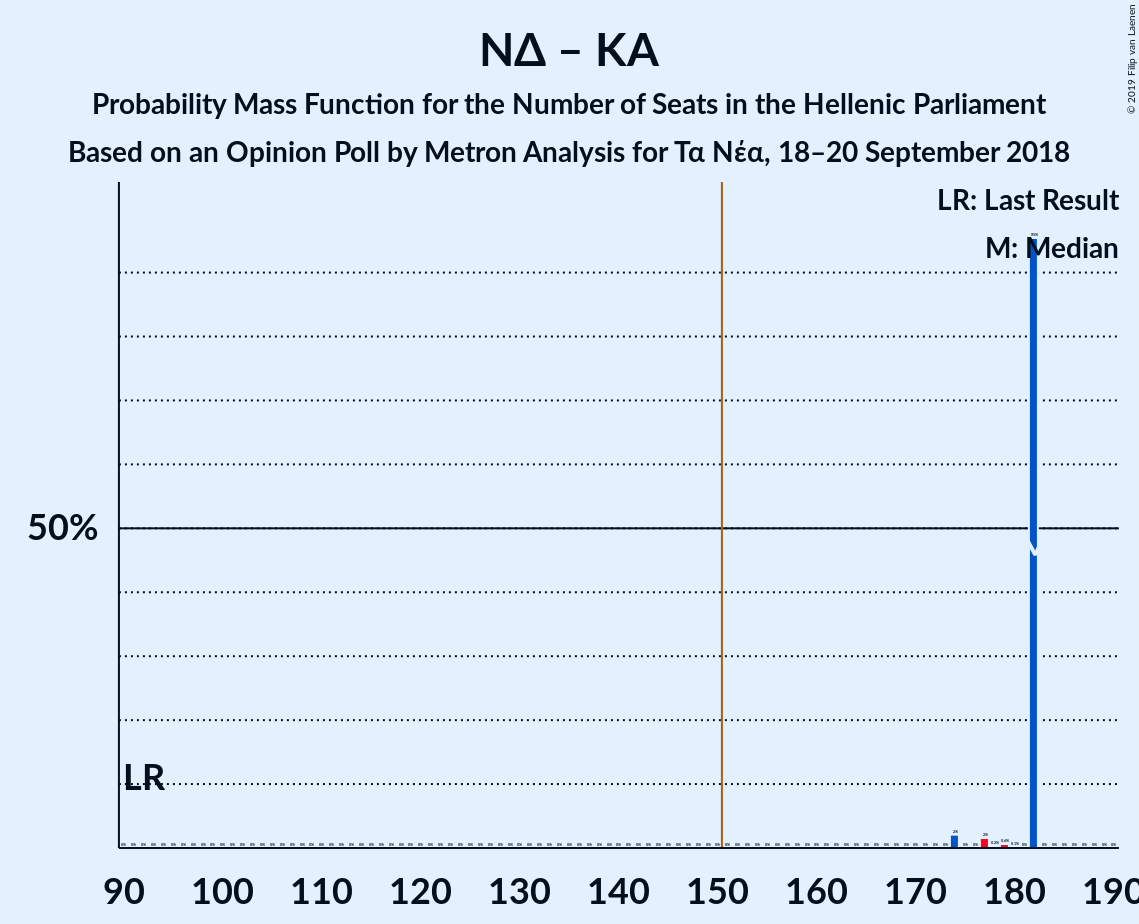 ΝΔ – ΚΑ
Probability Mass Function for the Number of Seats in the Hellenic Parliament
Based on an Opinion Poll by Metron Analysis for Τα Νέα, 18–20 September 2018
© 2019 Filip van Laenen
LR: Last Result
M: Median
50%
LR
90 100 110 120 130 140 150 160 170 180 190